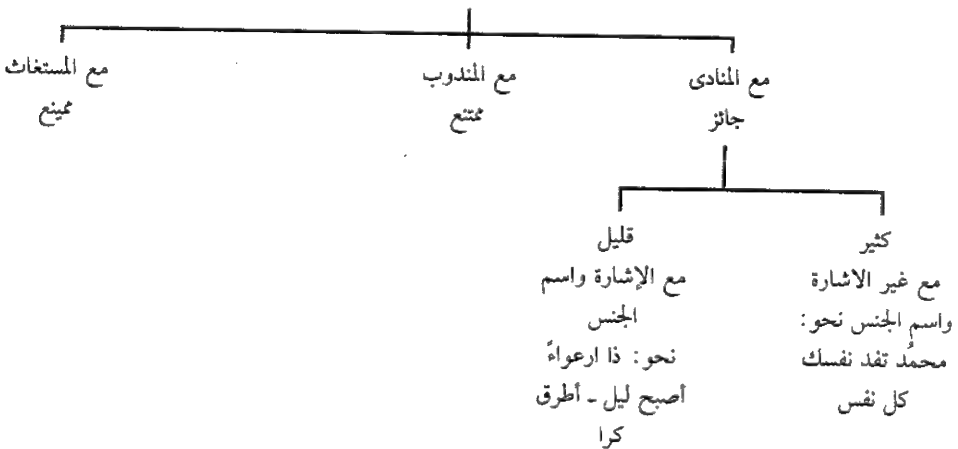 مع المنادى
جائز
مع المندوب
ممتنع
مع المستغاث
ممينع
كثير
مع غير الاشارة
واسم الجنس نحو:
محمدُ تفد نفسك
كل نفس
قليل
مع الإشارة واسم
الجنس
نحو: ذا ارعواءً
أصبح ليل ـ أطرق
كرا